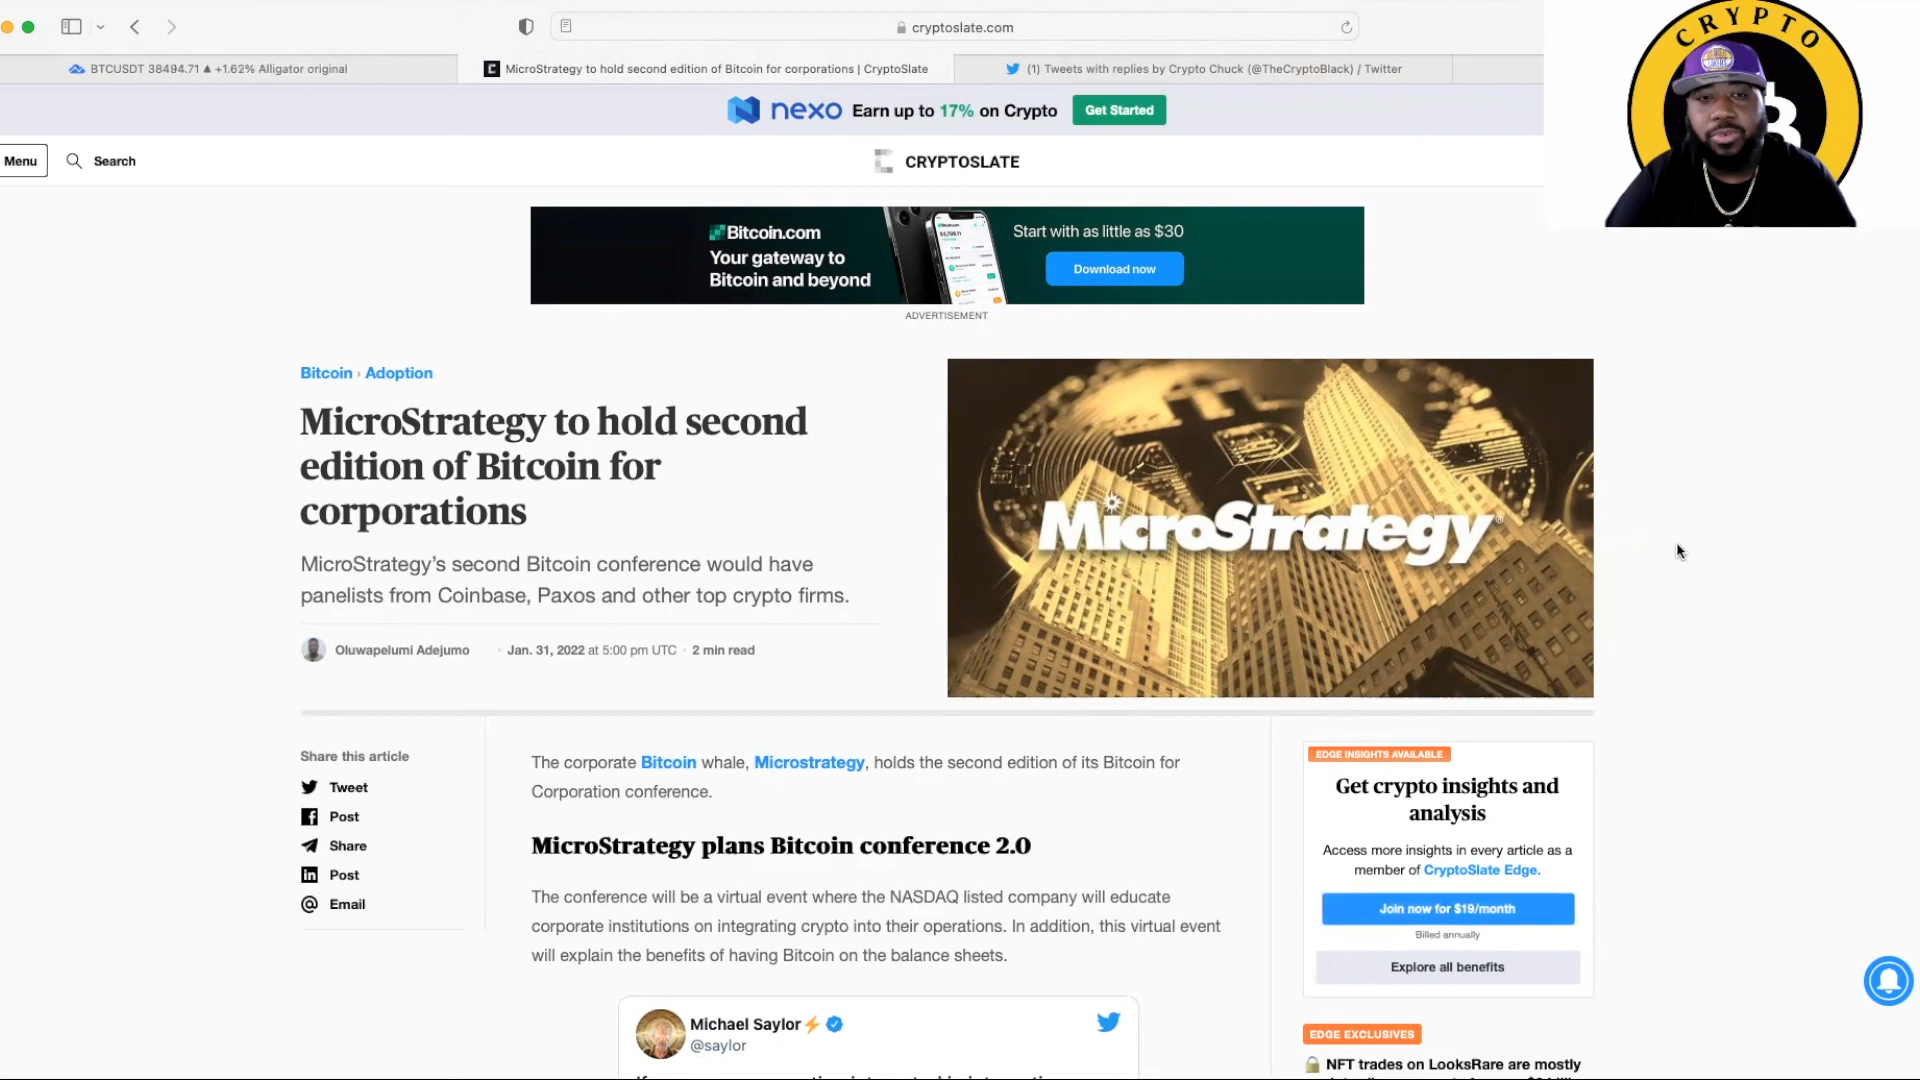 cryptoslate.com
BTCUSDT 38494.71 ▲ +1.62% Alligator original
MicroStrategy to hold second edition of Bitcoin for corporations | CryptoSlate
(1) Tweets with replies by Crypto Chuck (@TheCryptoBlack) / Twitter
CRYPTO
nexo Earn up to 17% on Crypto Get Started
Menu
Search
CRYPTOSLATE
Bitcoin.com
Your gateway to
Bitcoin and beyond
Start with as little as $30
Download now
ADVERTISEMENT
Bitcoin › Adoption
MicroStrategy to hold second
edition of Bitcoin for
corporations
MicroStrategy's second Bitcoin conference would have
panelists from Coinbase, Paxos and other top crypto firms.
Oluwapelumi Adejumo · Jan. 31, 2022 at 5:00 pm UTC · 2 min read
MicroStrategy
Share this article
Tweet
Post
Share
Post
Email
The corporate Bitcoin whale, Microstrategy, holds the second edition of its Bitcoin for
Corporation conference.
MicroStrategy plans Bitcoin conference 2.0
The conference will be a virtual event where the NASDAQ listed company will educate
corporate institutions on integrating crypto into their operations. In addition, this virtual event
will explain the benefits of having Bitcoin on the balance sheets.
Michael Saylor⚡
@saylor
EDGE INSIGHTS AVAILABLE
Get crypto insights and
analysis
Access more insights in every article as a
member of CryptoSlate Edge.
Join now for $19/month
Billed annually
Explore all benefits
EDGE EXCLUSIVES
NFT trades on LooksRare are mostly